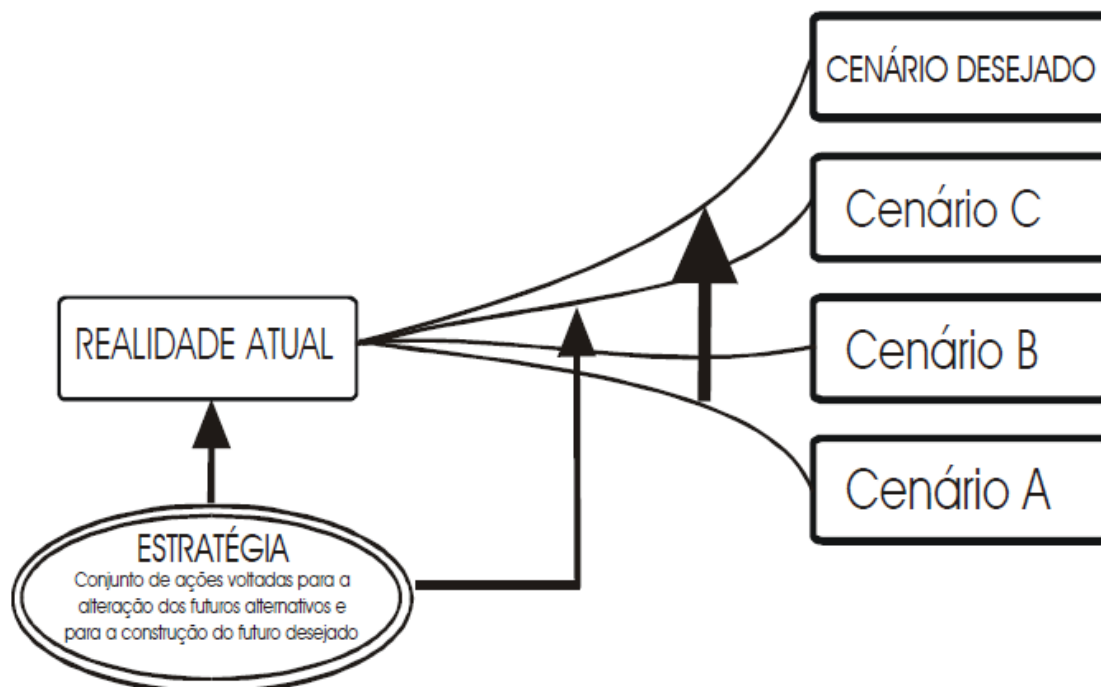 CENÁRIO DESEJADO
Cenário C
REALIDADE ATUAL
Cenário B
Cenário A
ESTRATÉGIA
Conjunto de ações voltadas para a
alteração dos futuros alternativos e
para a construção do futuro desejado